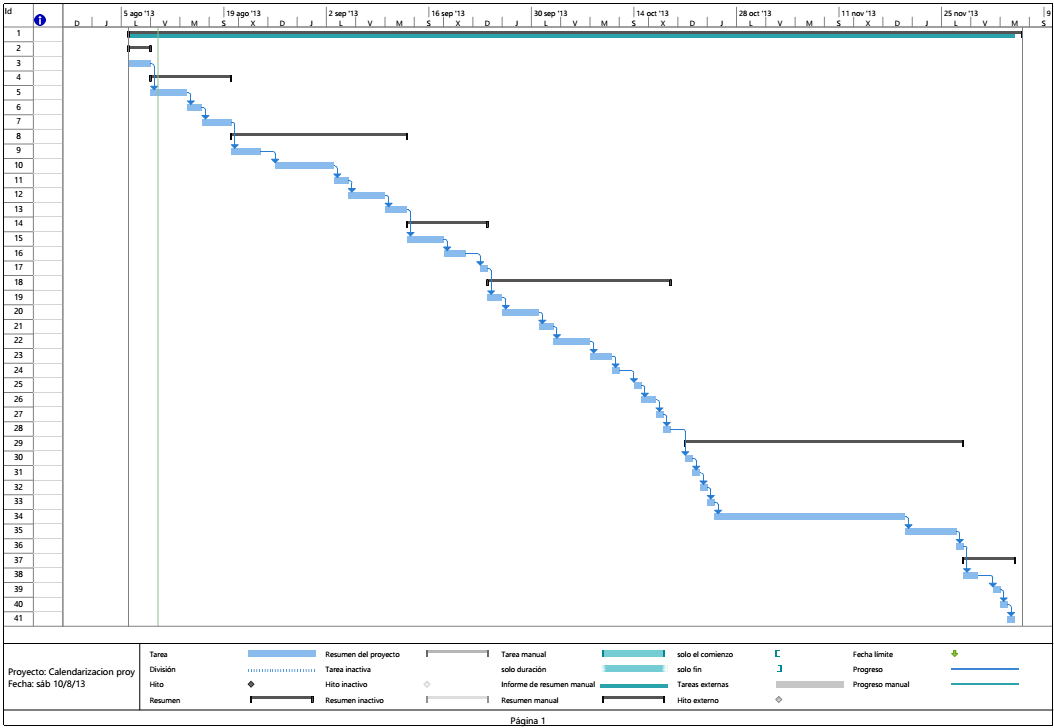 Id
5 ago '13 19 ago '13 2 sep '13 16 sep '13 30 sep '13 14 oct '13 28 oct '13 11 nov '13 25 nov '13 9
D J L V M S X D J L V M S X D J L V M S X D J L V M S
1
2
3
4
5
6
7
8
9
10
11
12
13
14
15
16
17
18
19
20
21
22
23
24
25
26
27
28
29
30
31
32
33
34
35
36
37
38
39
40
41
Proyecto: Calendarizacion proy
Fecha: sáb 10/8/13
Tarea
División
Hito
Resumen
Resumen del proyecto
Tarea inactiva
Hito inactivo
Resumen inactivo
Tarea manual
solo duración
Informe de resumen manual
Resumen manual
solo el comienzo
solo fin
Tareas externas
Hito externo
Fecha límite
Progreso
Progreso manual
Página 1